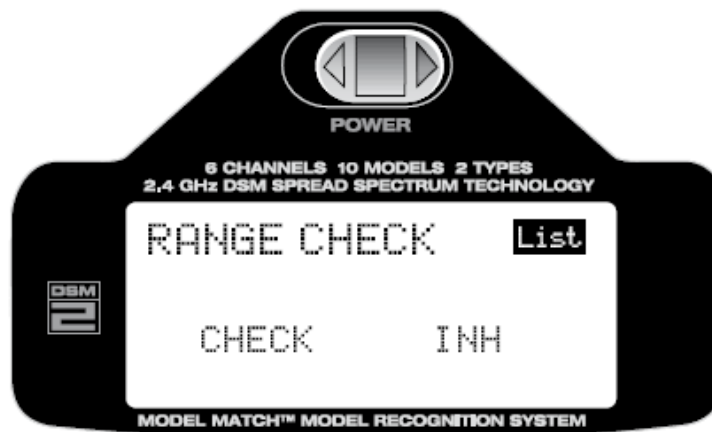 POWER
6 CHANNELS 10 MODELS 2 TYPES
2.4 GHz DSM SPREAD SPECTRUM TECHNOLOGY
RANGE CHECK List
DSM
2
CHECK INH
MODEL MATCH™ MODEL RECOGNITION SYSTEM